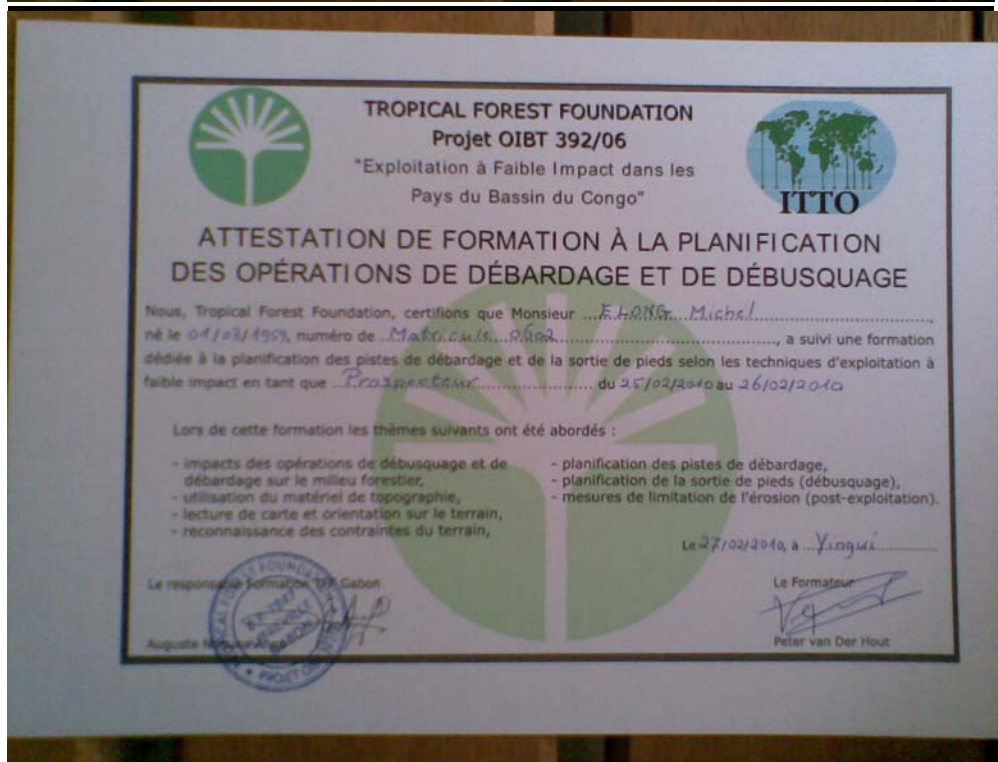 TROPICAL FOREST FOUNDATION
Projet OIBT 392/06
"Exploitation à Faible Impact dans les
Pays du Bassin du Congo"
ITTO
ATTESTATION DE FORMATION À LA PLANIFICATION
DES OPÉRATIONS DE DÉBARDAGE ET DE DÉBUSQUAGE
Nous, Tropical Forest Foundation, certifions que Monsieur ...ELONG Michel...,
né le 01/03/1959, numéro de ..Matricule 0602..., a suivi une formation
dédiée à la planification des pistes de débardage et de la sortie de pieds selon les techniques d'exploitation à
faible impact en tant que ..Prospecteur... du 25/02/2010 au 26/02/2010
Lors de cette formation les thèmes suivants ont été abordés :
- impacts des opérations de débusquage et de
débardage sur le milieu forestier,
- utilisation du matériel de topographie,
- lecture de carte et orientation sur le terrain,
- reconnaissance des contraintes du terrain,
- planification des pistes de débardage,
- planification de la sortie de pieds (débusquage),
- mesures de limitation de l'érosion (post-exploitation).
Le 27/02/2010, à ..Yingui...
Le responsable Formation TFF Gabon
Auguste
Le Formateur
Peter van Der Hout